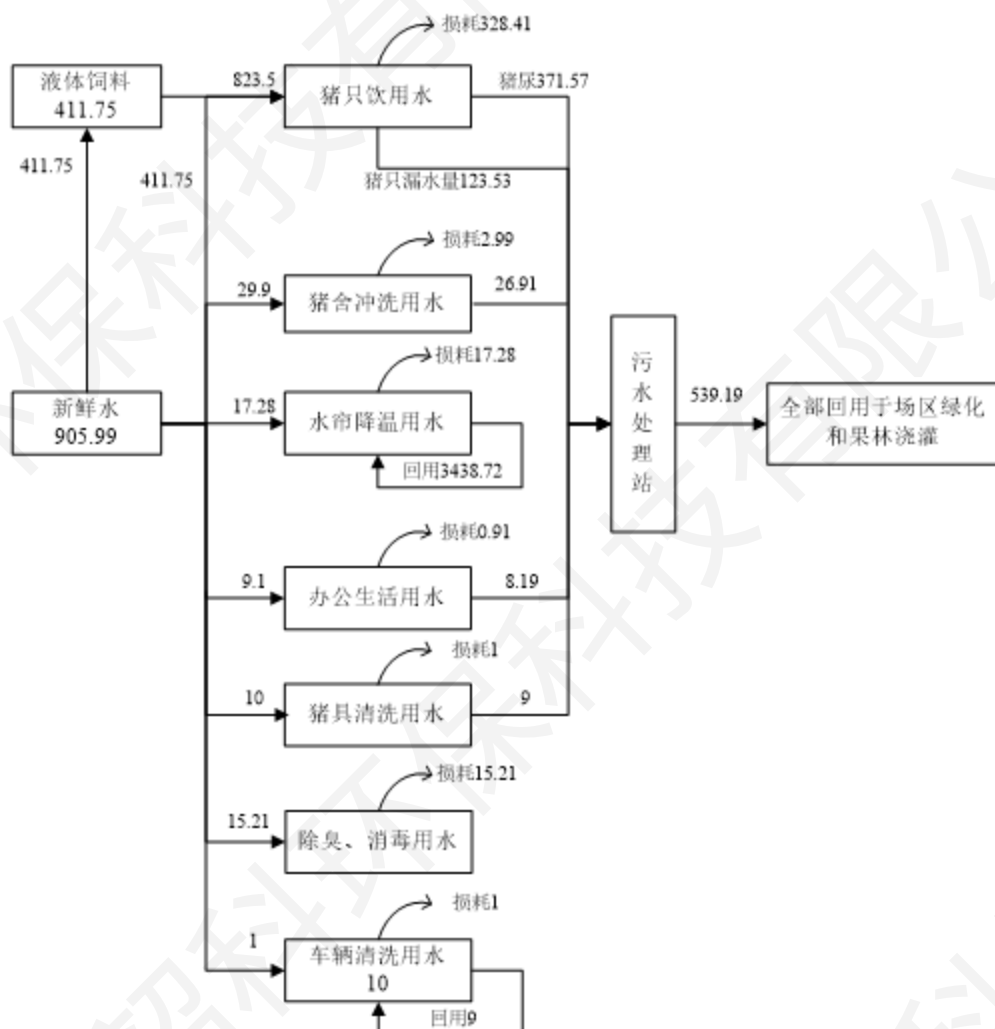 损耗328.41
液体饲料
411.75
823.5
猪只饮用水
猪尿371.57
411.75
411.75
猪只漏水量123.53
损耗2.99
29.9
猪舍冲洗用水
26.91
损耗17.28
新鲜水
905.99
17.28
水帘降温用水
回用3438.72
污水处理站
539.19
全部回用于场区绿化
和果林浇灌
损耗0.91
9.1
办公生活用水
8.19
损耗1
10
猪具清洗用水
9
损耗15.21
15.21
除臭、消毒用水
损耗1
1
车辆清洗用水
10
回用9